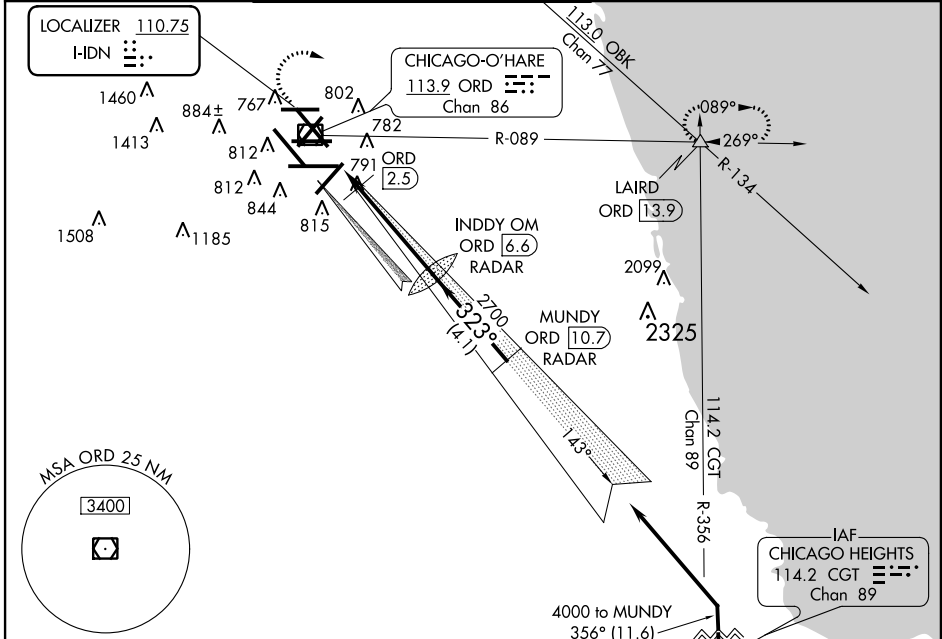 LOCALIZER 110.75
I-IDN
113.0 OBK
Chan 77
CHICAGO-O'HARE
113.9 ORD
Chan 86
1460
1413
884±
767
802
782
812
812
844
815
791
1508
1185
ORD
2.5
R-089
089°
269°
R-134
LAIRD
ORD 13.9
INDDY OM
ORD 6.6
RADAR
2099
2325
2700
323°
(4.1)
MUNDY
ORD 10.7
RADAR
143°
114.2 CGT
Chan 89
R-356
MSA ORD 25 NM
3400
IAF
CHICAGO HEIGHTS
114.2 CGT
Chan 89
4000 to MUNDY
356° (11.6)